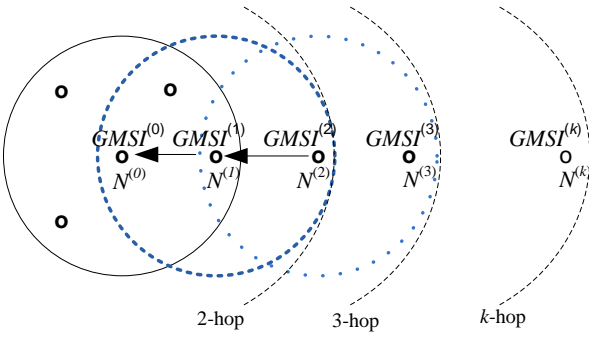 GMSI(0) GMSI(1) GMSI(2) GMSI(3) GMSI(k)
N(0) N(1) N(2) N(3) N(k)
2-hop 3-hop k-hop